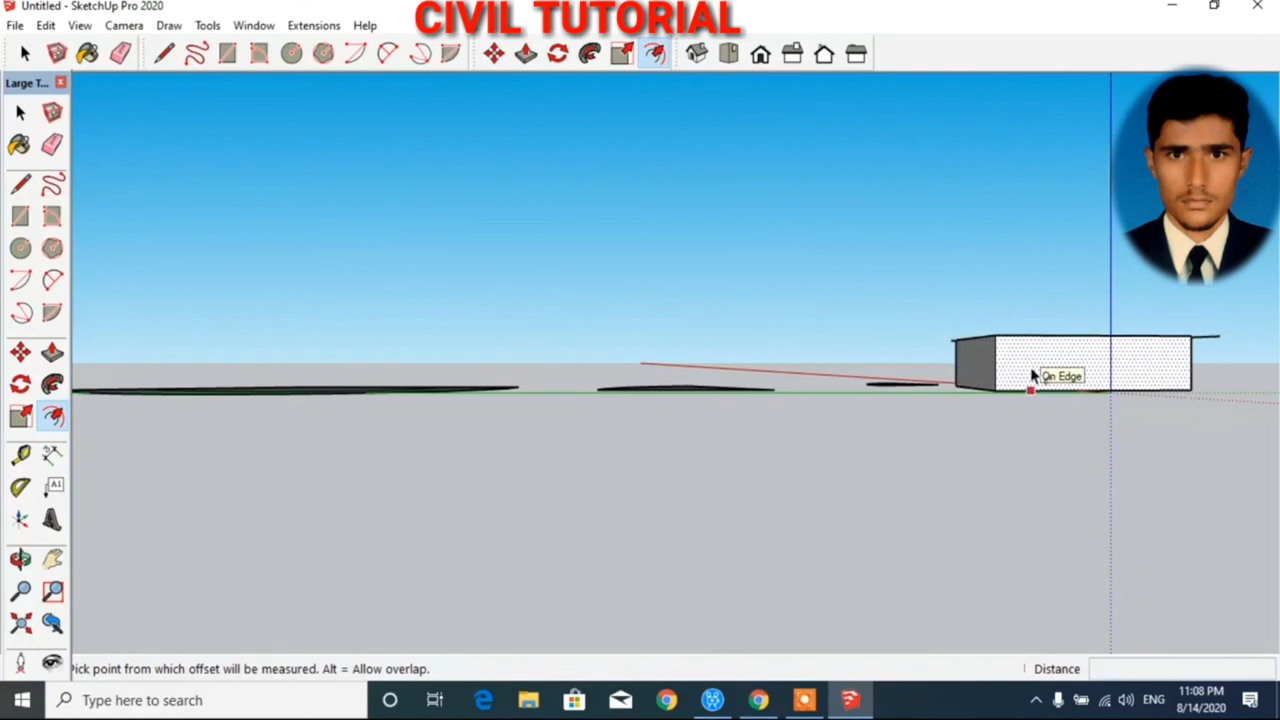 Untitled - SketchUp Pro 2020
CIVIL TUTORIAL
File Edit View Camera Draw Tools Window Extensions Help
Large T...
A1
On Edge
Pick point from which offset will be measured. Alt = Allow overlap.
Distance
Type here to search
ENG
11:08 PM
8/14/2020